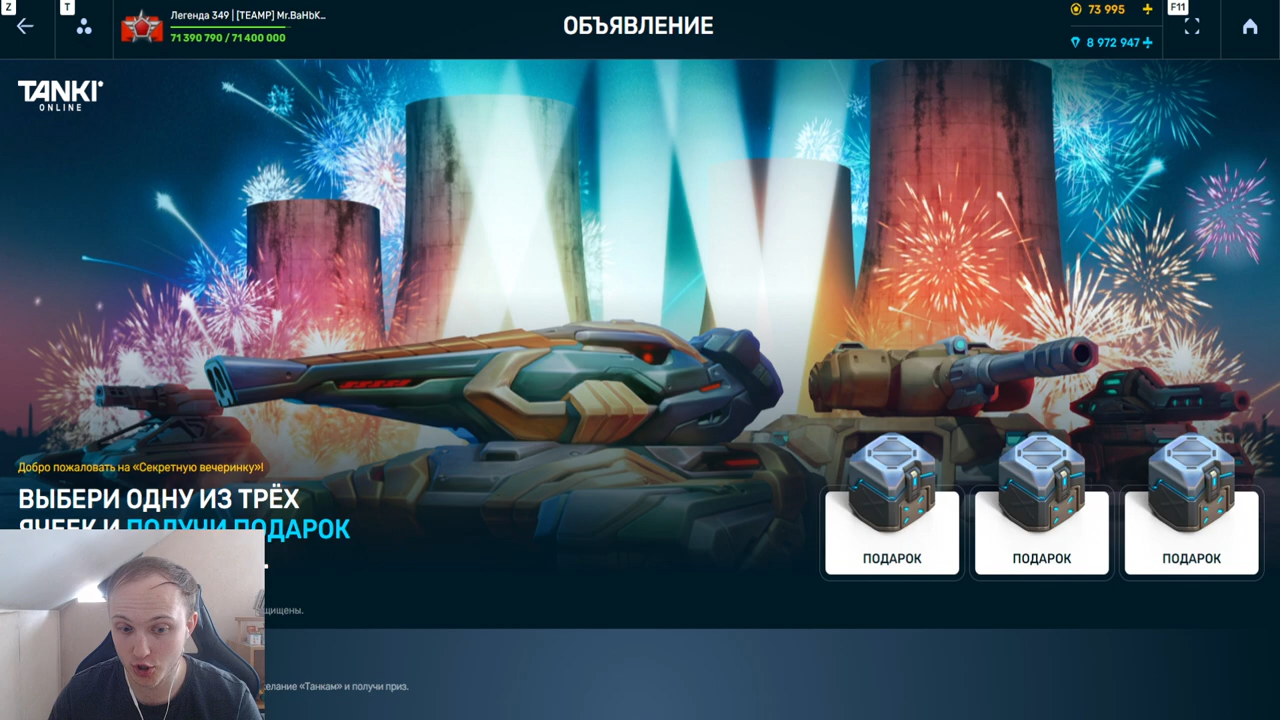 Z
T
Легенда 349 | [TEAMP] Mr.BaHbK...
71 390 790 / 71 400 000
ОБЪЯВЛЕНИЕ
73 995
8 972 947
F11
TANKI
ONLINE
Добро пожаловать на «Секретную вечеринку»!
ВЫБЕРИ ОДНУ ИЗ ТРЁХ
ЯЧЕЕК И ПОЛУЧИ ПОДАРОК
ПОДАРОК
ПОДАРОК
ПОДАРОК
«Танкам» и получи приз.